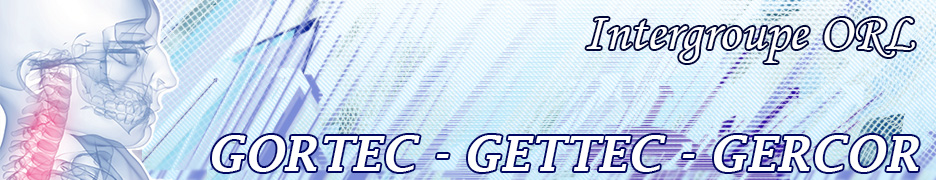 Intergroupe ORL
GORTEC - GETTEC - GERCOR